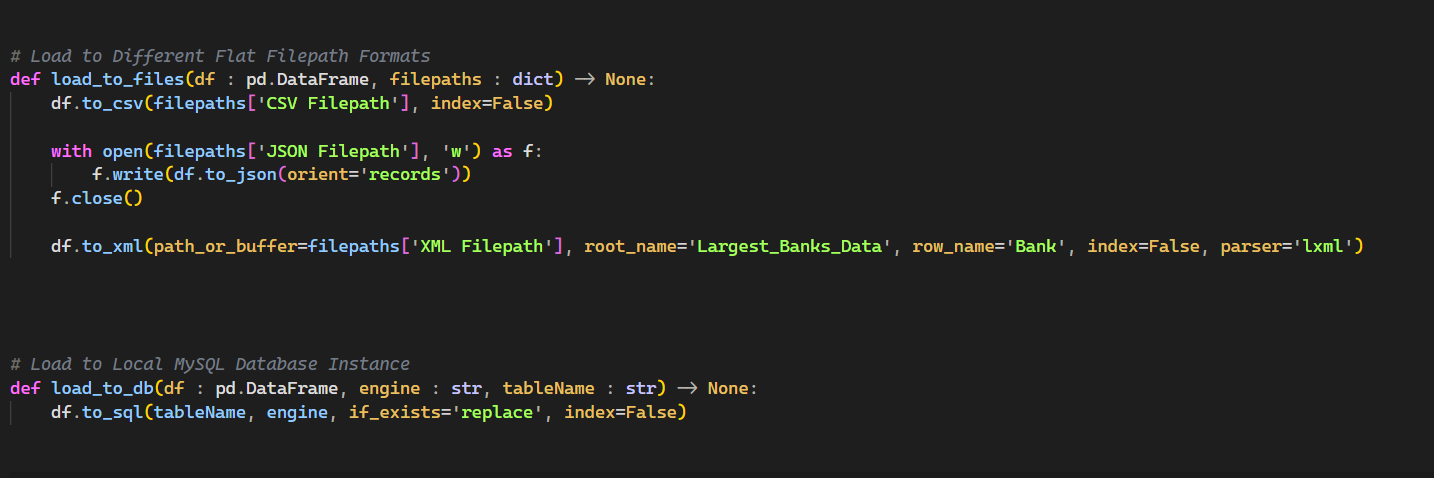 # Load to Different Flat Filepath Formats
def load_to_files(df : pd.DataFrame, filepaths : dict) -> None:
    df.to_csv(filepaths['CSV Filepath'], index=False)
    with open(filepaths['JSON Filepath'], 'w') as f:
        f.write(df.to_json(orient='records'))
    f.close()
    df.to_xml(path_or_buffer=filepaths['XML Filepath'], root_name='Largest_Banks_Data', row_name='Bank', index=False, parser='lxml')
# Load to Local MySQL Database Instance
def load_to_db(df : pd.DataFrame, engine : str, tableName : str) -> None:
    df.to_sql(tableName, engine, if_exists='replace', index=False)